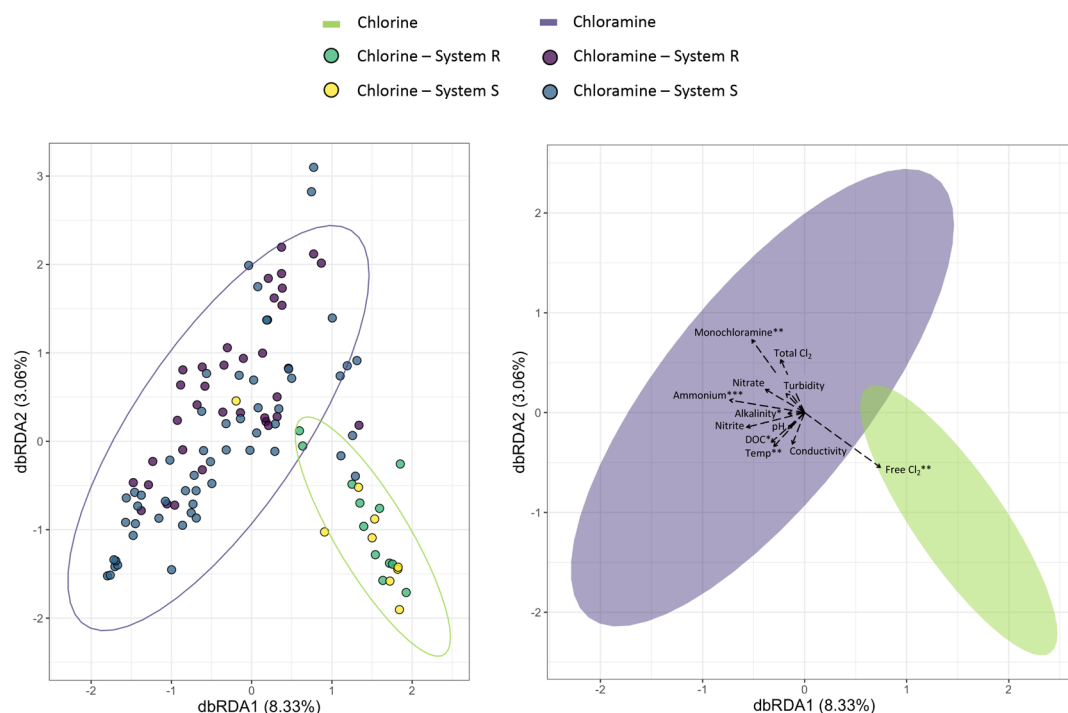 Chlorine
Chloramine
Chlorine – System R
Chloramine – System R
Chlorine – System S
Chloramine – System S
3
2
1
0
-1
-2
dbRDA2 (3.06%)
-2
-1
0
1
2
dbRDA1 (8.33%)
2
1
0
-1
-2
dbRDA2 (3.06%)
Monochloramine**
Total Cl₂
Nitrate
Turbidity
Ammonium***
Alkalinity*
Nitrite
pH
DOC*
Temp**
Conductivity
Free Cl₂**
-2
-1
0
1
2
dbRDA1 (8.33%)